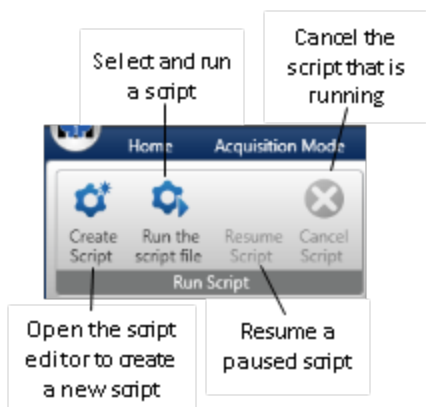 Cancel the
script that is
running
Select and run
a script
Home Acquisition Mode
Create Run the Resume Cancel
Script script file Script Script
Run Script
Open the script
editor to create
a new script
Resume a
paused script